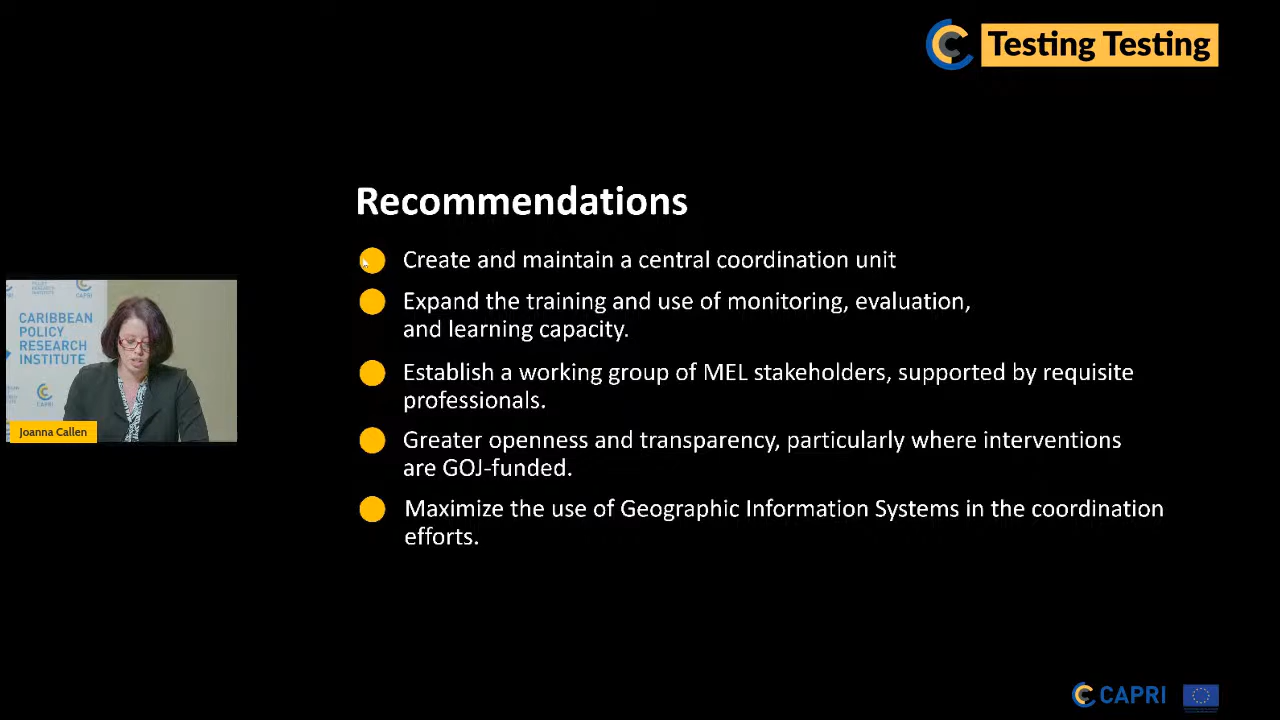 Testing Testing
Recommendations
Create and maintain a central coordination unit
Expand the training and use of monitoring, evaluation,
and learning capacity.
Establish a working group of MEL stakeholders, supported by requisite
professionals.
Greater openness and transparency, particularly where interventions
are GOJ-funded.
Maximize the use of Geographic Information Systems in the coordination
efforts.
CAPRI
CARIBBEAN
POLICY
RESEARCH
INSTITUTE
CAPRI
Joanna Callen
CAPRI